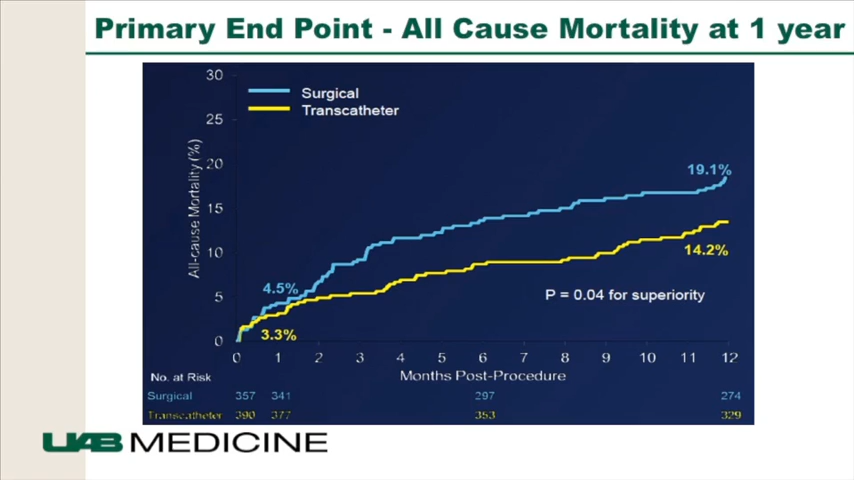 Primary End Point - All Cause Mortality at 1 year
30
Surgical
Transcatheter
25
20
19.1%
All-cause Mortality (%)
15
14.2%
10
4.5%
5
P = 0.04 for superiority
3.3%
0
0 1 2 3 4 5 6 7 8 9 10 11 12
Months Post-Procedure
No. at Risk
Surgical 357 341 297 274
Transcatheter 390 377 353 329
UAB MEDICINE